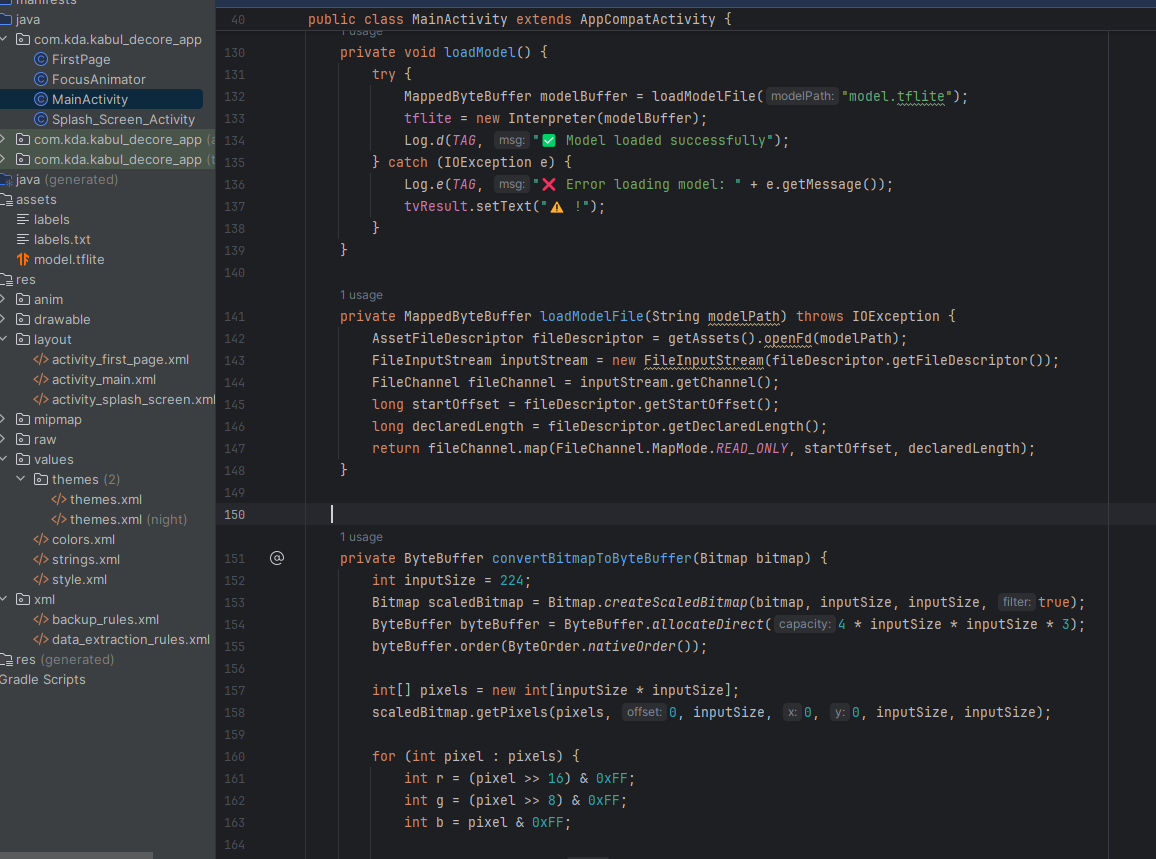 manifests
java
com.kda.kabul_decore_app
FirstPage
FocusAnimator
MainActivity
Splash_Screen_Activity
com.kda.kabul_decore_app (a
com.kda.kabul_decore_app (t
java (generated)
assets
labels
labels.txt
model.tflite
res
anim
drawable
layout
activity_first_page.xml
activity_main.xml
activity_splash_screen.xml
mipmap
raw
values
themes (2)
themes.xml
themes.xml (night)
colors.xml
strings.xml
style.xml
xml
backup_rules.xml
data_extraction_rules.xml
res (generated)
Gradle Scripts
40 public class MainActivity extends AppCompatActivity {
1 usage
130 private void loadModel() {
131 try {
132 MappedByteBuffer modelBuffer = loadModelFile( modelPath: "model.tflite");
133 tflite = new Interpreter(modelBuffer);
134 Log.d(TAG, msg: "✅ Model loaded successfully");
135 } catch (IOException e) {
136 Log.e(TAG, msg: "❌ Error loading model: " + e.getMessage());
137 tvResult.setText("⚠️ !");
138 }
139 }
140
1 usage
141 private MappedByteBuffer loadModelFile(String modelPath) throws IOException {
142 AssetFileDescriptor fileDescriptor = getAssets().openFd(modelPath);
143 FileInputStream inputStream = new FileInputStream(fileDescriptor.getFileDescriptor());
144 FileChannel fileChannel = inputStream.getChannel();
145 long startOffset = fileDescriptor.getStartOffset();
146 long declaredLength = fileDescriptor.getDeclaredLength();
147 return fileChannel.map(FileChannel.MapMode.READ_ONLY, startOffset, declaredLength);
148 }
149
150
1 usage
151 @ private ByteBuffer convertBitmapToByteBuffer(Bitmap bitmap) {
152 int inputSize = 224;
153 Bitmap scaledBitmap = Bitmap.createScaledBitmap(bitmap, inputSize, inputSize, filter: true);
154 ByteBuffer byteBuffer = ByteBuffer.allocateDirect( capacity: 4 * inputSize * inputSize * 3);
155 byteBuffer.order(ByteOrder.nativeOrder());
156
157 int[] pixels = new int[inputSize * inputSize];
158 scaledBitmap.getPixels(pixels, offset: 0, inputSize, x: 0, y: 0, inputSize, inputSize);
159
160 for (int pixel : pixels) {
161 int r = (pixel >> 16) & 0xFF;
162 int g = (pixel >> 8) & 0xFF;
163 int b = pixel & 0xFF;
164